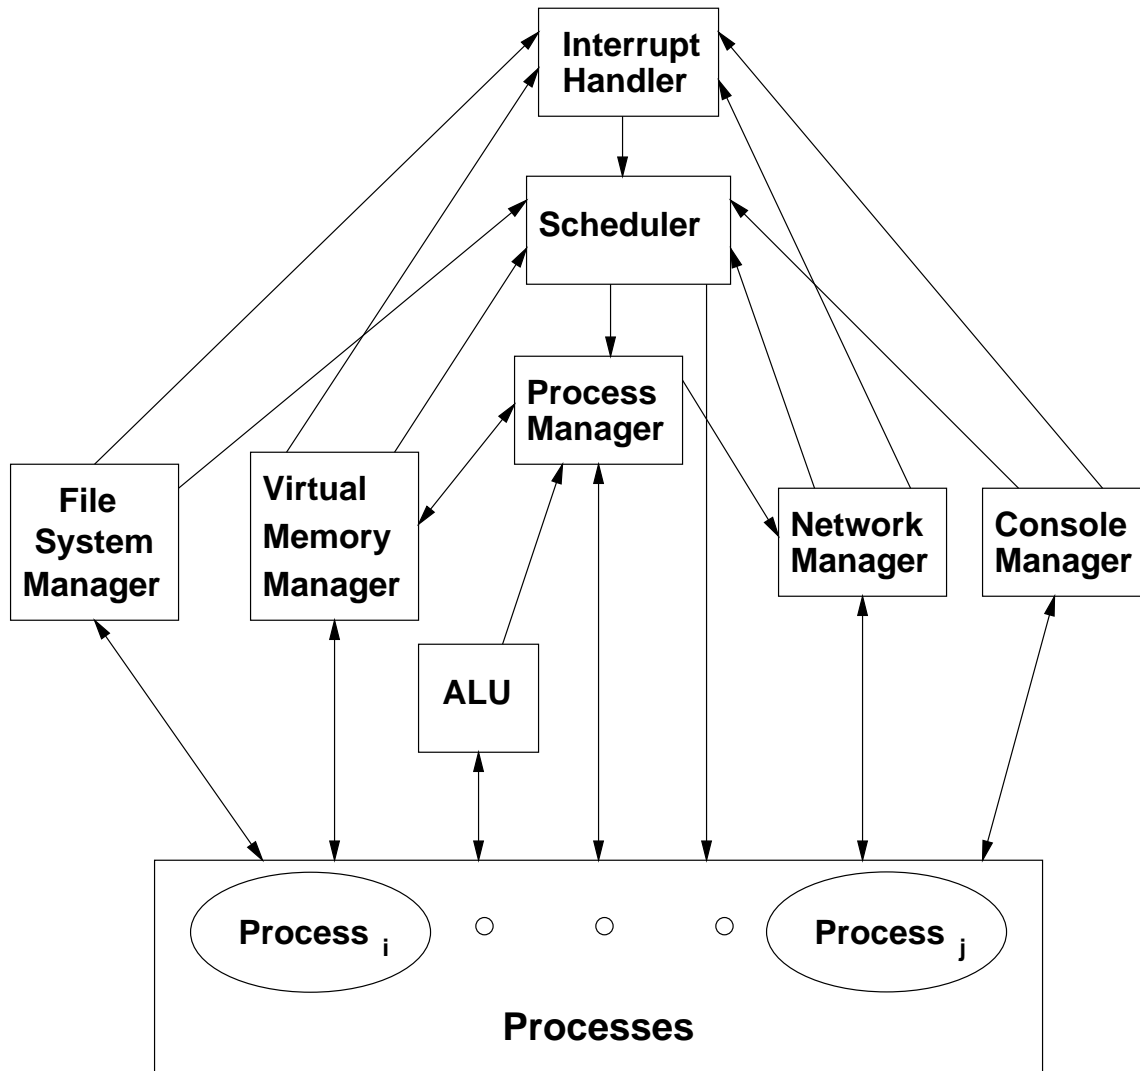 Interrupt
Handler
Scheduler
Process
Manager
File
System
Manager
Virtual
Memory
Manager
Network
Manager
Console
Manager
ALU
Process i
Process j
Processes